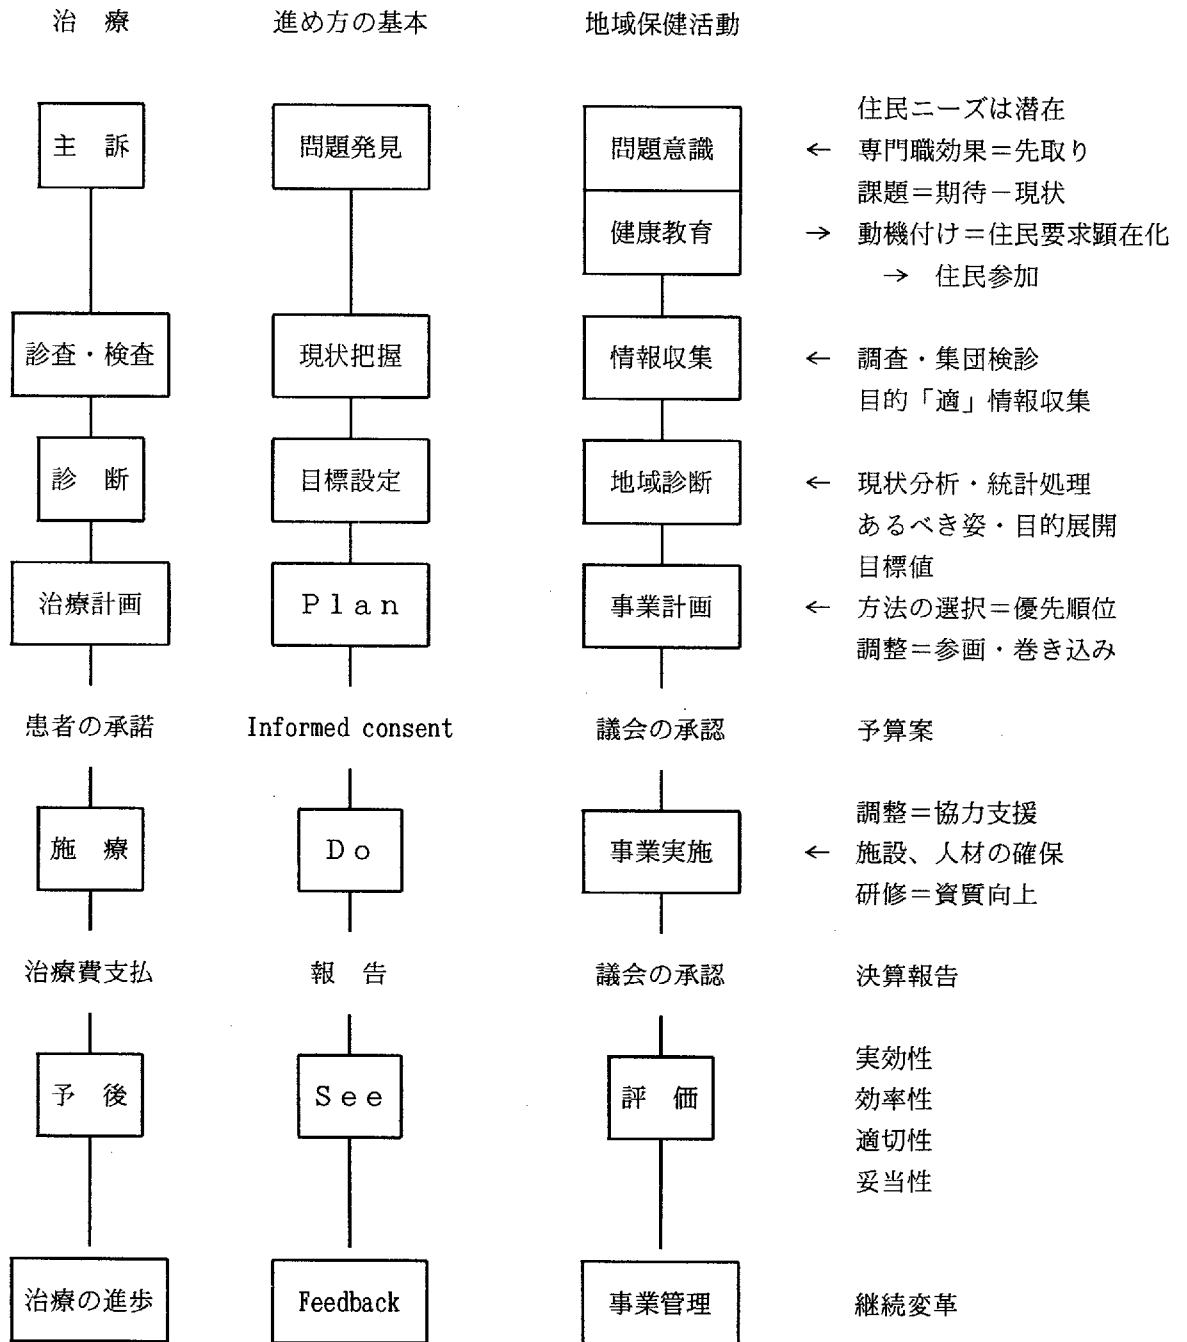 治　療　進め方の基本　地域保健活動
住民ニーズは潜在
主　訴　問題発見　問題意識　←　専門職効果＝先取り
課題＝期待－現状
健康教育　→　動機付け＝住民要求顕在化
→　住民参加
診査・検査　現状把握　情報収集　←　調査・集団検診
目的「適」情報収集
診　断　目標設定　地域診断　←　現状分析・統計処理
あるべき姿・目的展開
目標値
治療計画　Ｐｌａｎ　事業計画　←　方法の選択＝優先順位
調整＝参画・巻き込み
患者の承諾　Informed consent　議会の承認　予算案
調整＝協力支援
施　療　Ｄｏ　事業実施　←　施設、人材の確保
研修＝資質向上
治療費支払　報　告　議会の承認　決算報告
実効性
予　後　Ｓｅｅ　評　価　効率性
適切性
妥当性
治療の進歩　Feedback　事業管理　継続変革